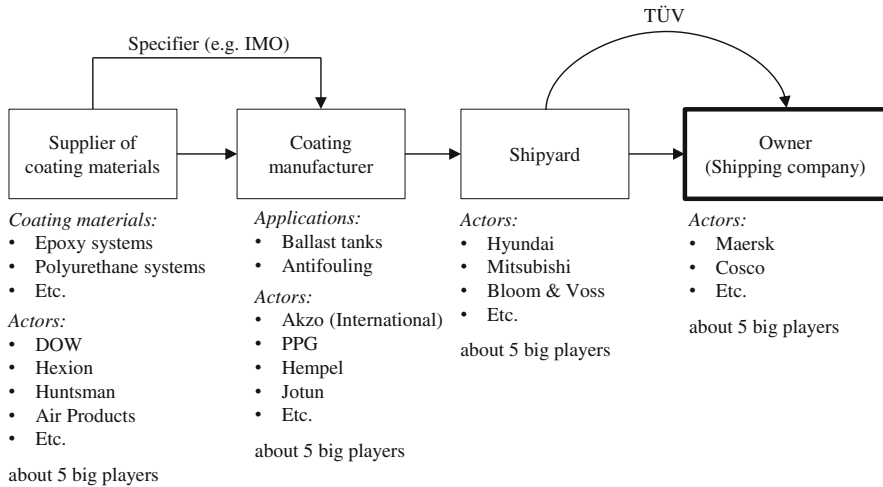 TÜV
Specifier (e.g. IMO)
Supplier of
coating materials
Coating
manufacturer
Shipyard
Owner
(Shipping company)
Coating materials:
• Epoxy systems
• Polyurethane systems
• Etc.
Actors:
• DOW
• Hexion
• Huntsman
• Air Products
• Etc.
about 5 big players
Applications:
• Ballast tanks
• Antifouling
Actors:
• Akzo (International)
• PPG
• Hempel
• Jotun
• Etc.
about 5 big players
Actors:
• Hyundai
• Mitsubishi
• Bloom & Voss
• Etc.
about 5 big players
Actors:
• Maersk
• Cosco
• Etc.
about 5 big players